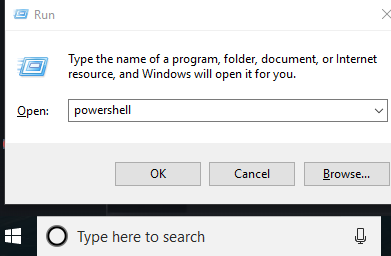 Run
Type the name of a program, folder, document, or Internet
resource, and Windows will open it for you.
Open: powershell
OK Cancel Browse...
Type here to search